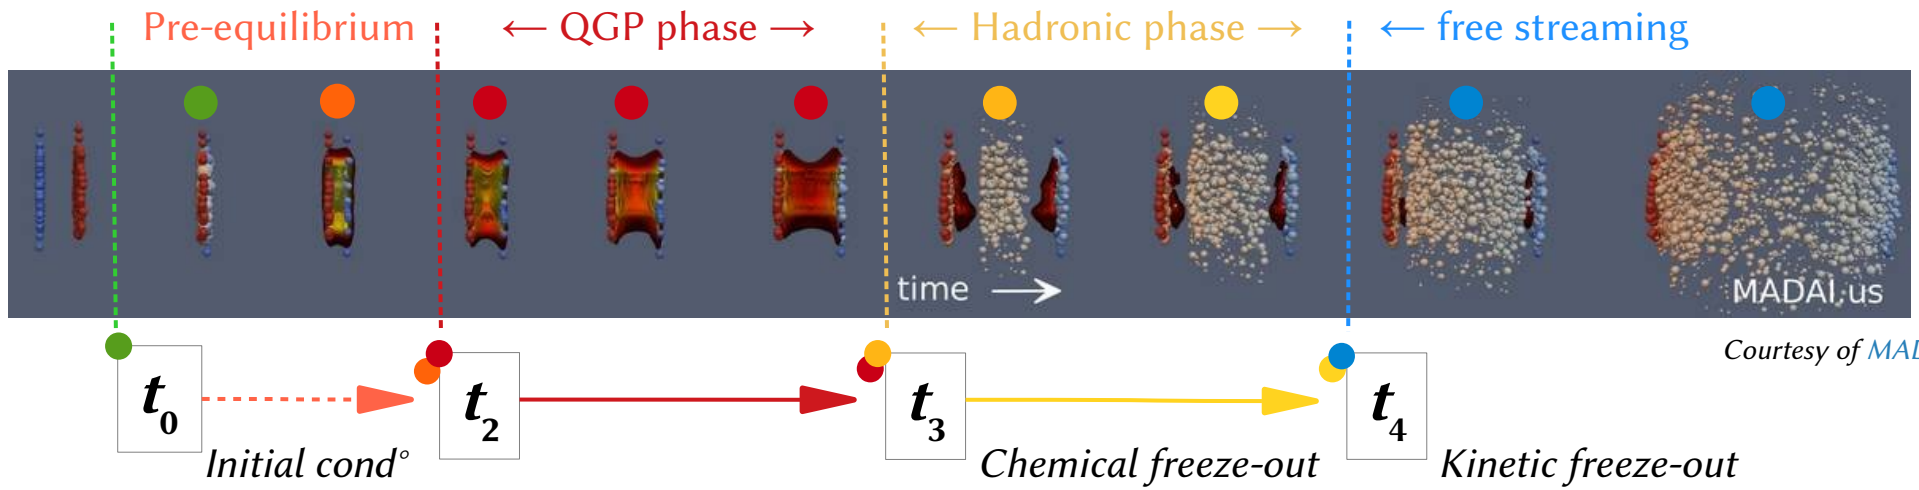 Pre-equilibrium ← QGP phase → ← Hadronic phase → ← free streaming
time →
MADAI.us
Courtesy of
t0 t2 t3 t4
Initial cond° Chemical freeze-out Kinetic freeze-out